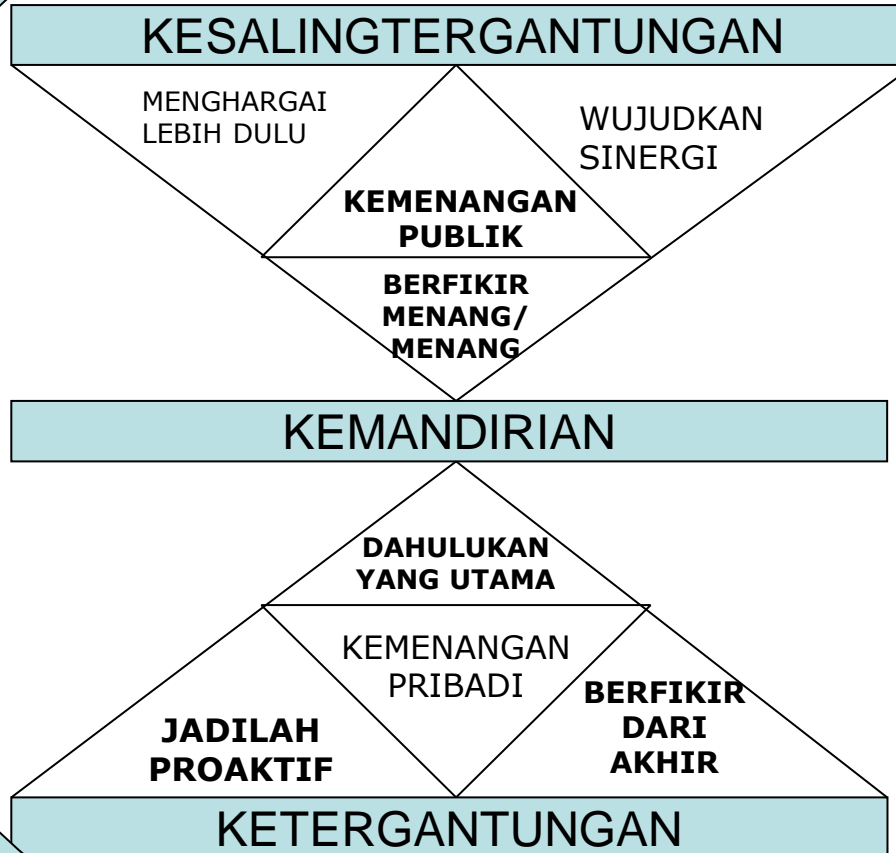 KESALINGTERGANTUNGAN
MENGHARGAI
LEBIH DULU
WUJUDKAN
SINERGI
KEMENANGAN
PUBLIK
BERFIKIR
MENANG/
MENANG
KEMANDIRIAN
DAHULUKAN
YANG UTAMA
KEMENANGAN
PRIBADI
JADILAH
PROAKTIF
BERFIKIR
DARI
AKHIR
KETERGANTUNGAN